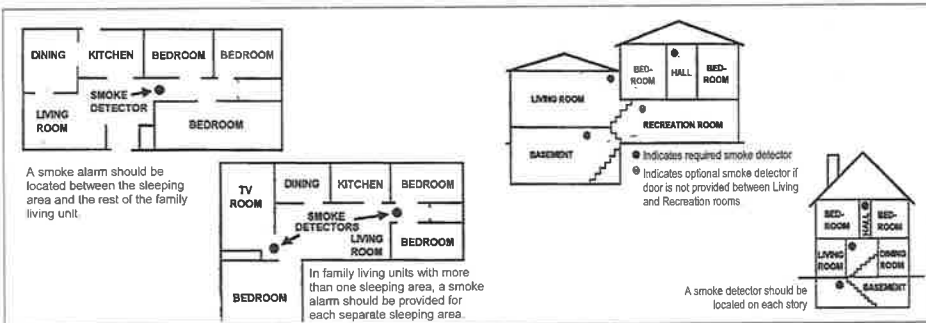 DINING KITCHEN BEDROOM BEDROOM
SMOKE
DETECTOR
LIVING
ROOM
BEDROOM
A smoke alarm should be
located between the sleeping
area and the rest of the family
living unit.
TV
ROOM
DINING KITCHEN BEDROOM
SMOKE
DETECTORS
LIVING
ROOM
BEDROOM
BEDROOM
In family living units with more
than one sleeping area, a smoke
alarm should be provided for
each separate sleeping area.
BED-
ROOM
HALL
BED-
ROOM
LIVING ROOM
RECREATION ROOM
BASEMENT
Indicates required smoke detector
Indicates optional smoke detector if
door is not provided between Living
and Recreation rooms
BED-
ROOM
HALL
BED-
ROOM
LIVING
ROOM
DINING
ROOM
BASEMENT
A smoke detector should be
located on each story